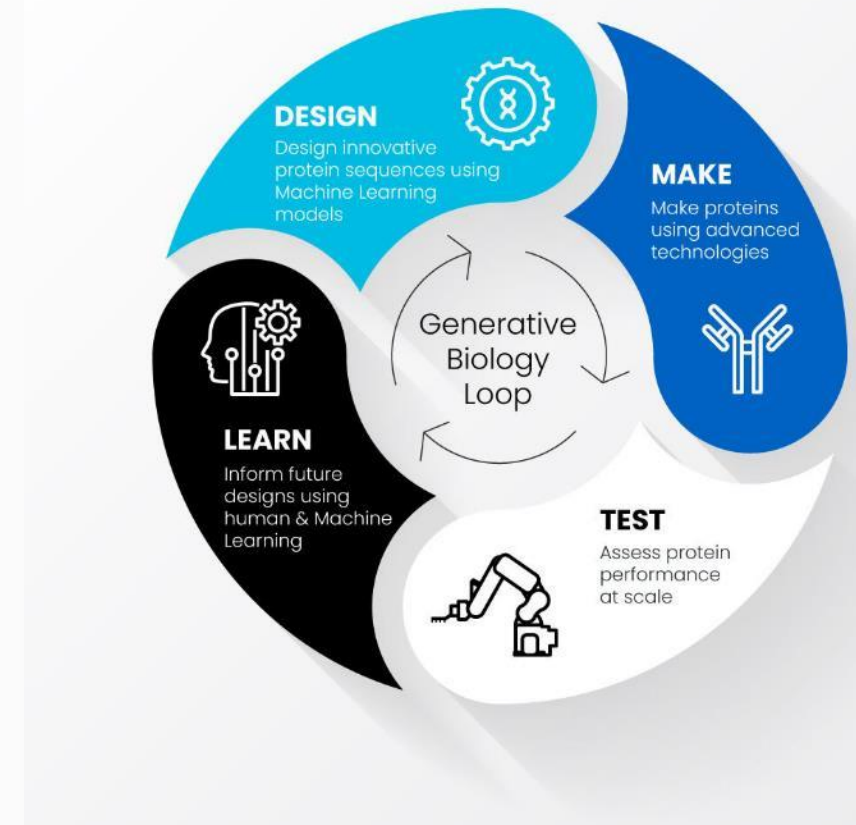 DESIGN
Design innovative
protein sequences using
Machine Learning
models
MAKE
Make proteins
using advanced
technologies
TEST
Assess protein
performance
at scale
LEARN
Inform future
designs using
human & Machine
Learning
Generative
Biology
Loop